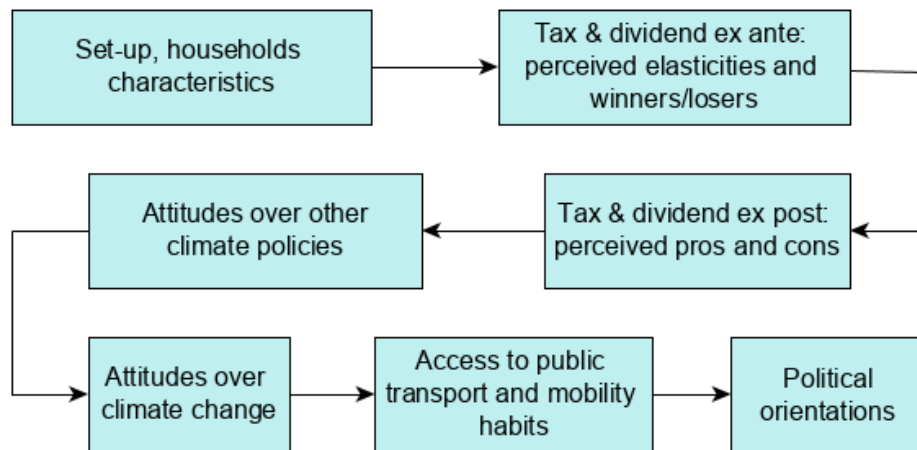 Set-up, households
characteristics
Tax & dividend ex ante:
perceived elasticities and
winners/losers
Tax & dividend ex post:
perceived pros and cons
Attitudes over other
climate policies
Attitudes over
climate change
Access to public
transport and mobility
habits
Political
orientations